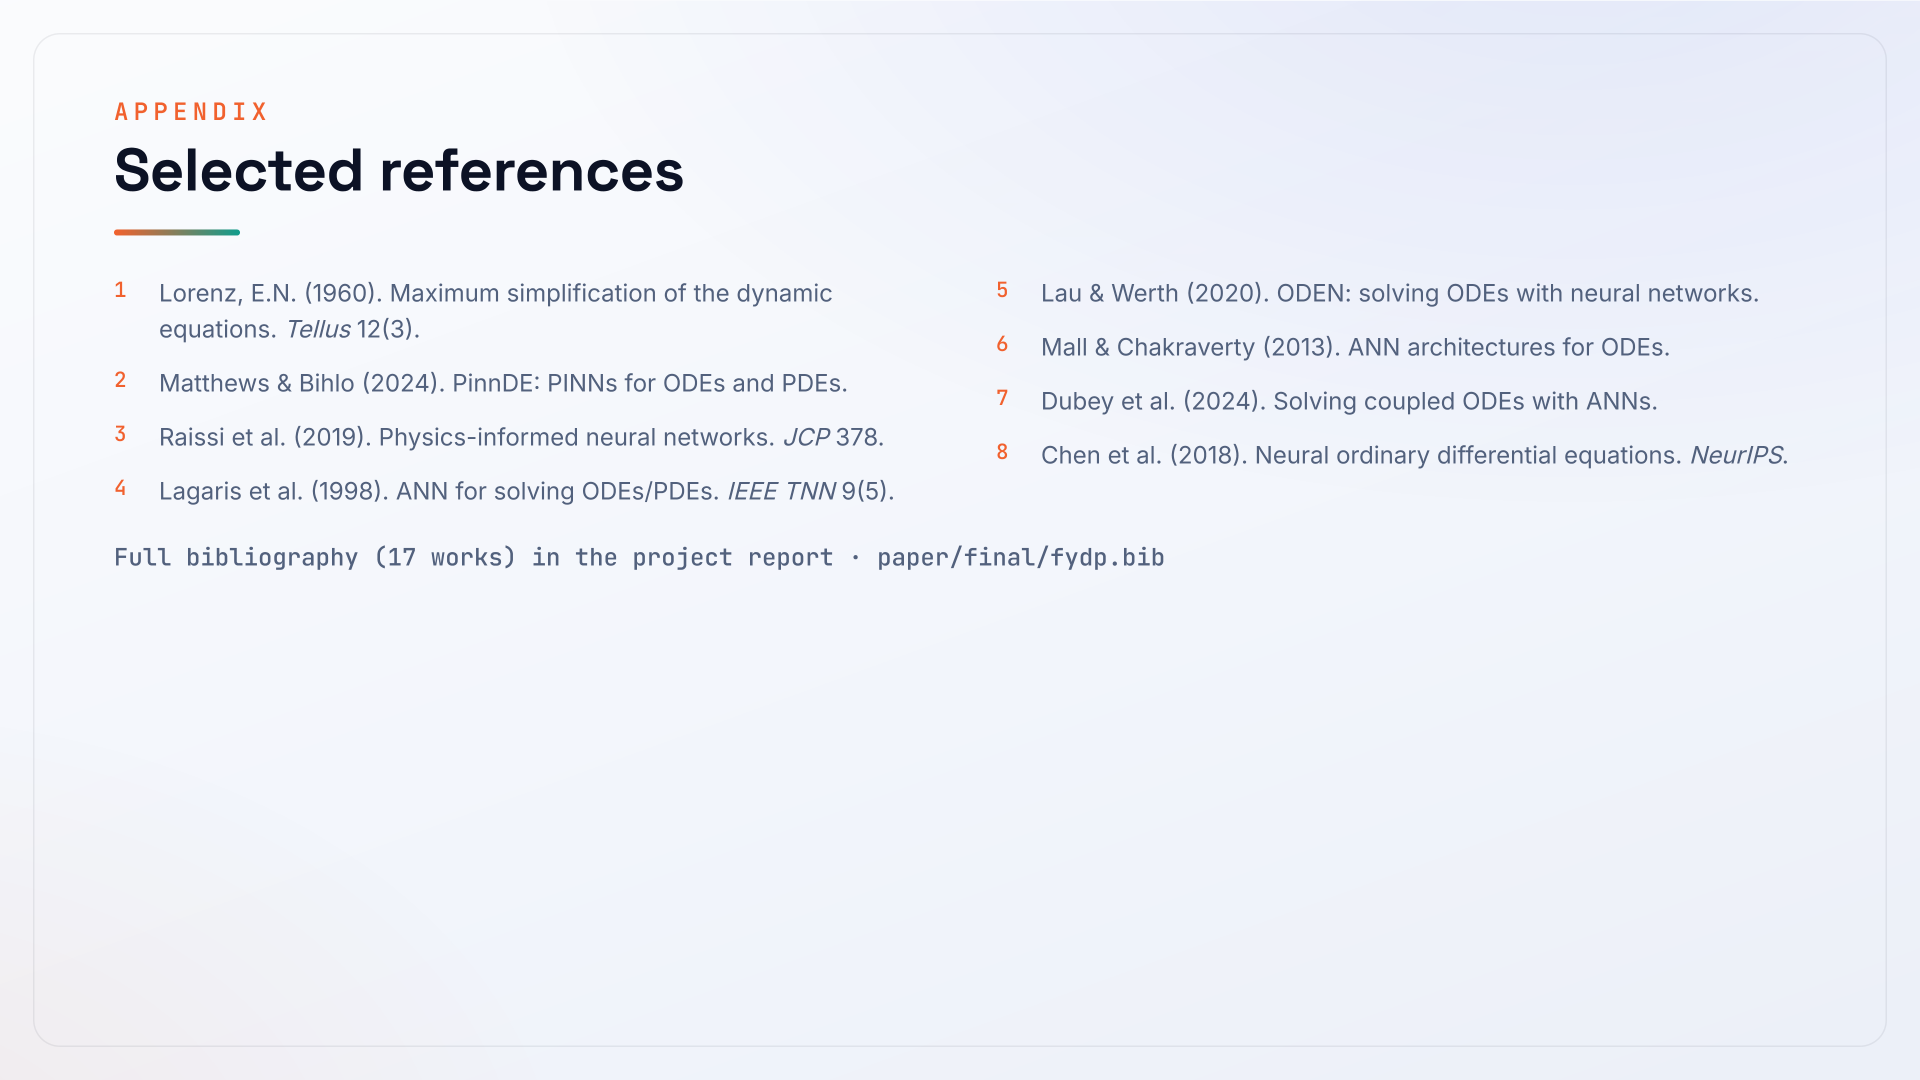 APPENDIX
Selected references
1 Lorenz, E.N. (1960). Maximum simplification of the dynamic
equations. Tellus 12(3).
2 Matthews & Bihlo (2024). PinnDE: PINNs for ODEs and PDEs.
3 Raissi et al. (2019). Physics-informed neural networks. JCP 378.
4 Lagaris et al. (1998). ANN for solving ODEs/PDEs. IEEE TNN 9(5).
5 Lau & Werth (2020). ODEN: solving ODEs with neural networks.
6 Mall & Chakraverty (2013). ANN architectures for ODEs.
7 Dubey et al. (2024). Solving coupled ODEs with ANNs.
8 Chen et al. (2018). Neural ordinary differential equations. NeurIPS.
Full bibliography (17 works) in the project report · paper/final/fydp.bib